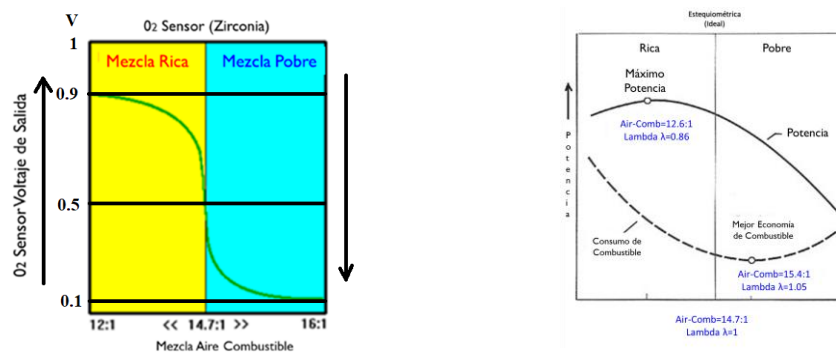 V
O2 Sensor (Zirconia)
1
Mezcla Rica
Mezcla Pobre
0.9
0.5
0.1
O2 Sensor Voltaje de Salida
12:1
<< 14.7:1 >>
16:1
Mezcla Aire Combustible
Estequiométrica
(Ideal)
Rica
Pobre
Máximo
Potencia
Air-Comb=12.6:1
Lambda λ=0.86
Potencia
Potencia
Consumo de
Combustible
Mejor Economía
de Combustible
Air-Comb=15.4:1
Lambda λ=1.05
Air-Comb=14.7:1
Lambda λ=1